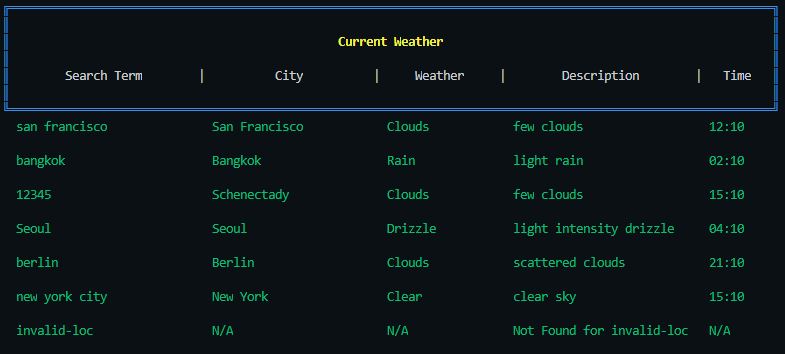 Current Weather
Search Term | City | Weather | Description | Time
san francisco San Francisco Clouds few clouds 12:10
bangkok Bangkok Rain light rain 02:10
12345 Schenectady Clouds few clouds 15:10
Seoul Seoul Drizzle light intensity drizzle 04:10
berlin Berlin Clouds scattered clouds 21:10
new york city New York Clear clear sky 15:10
invalid-loc N/A N/A Not Found for invalid-loc N/A